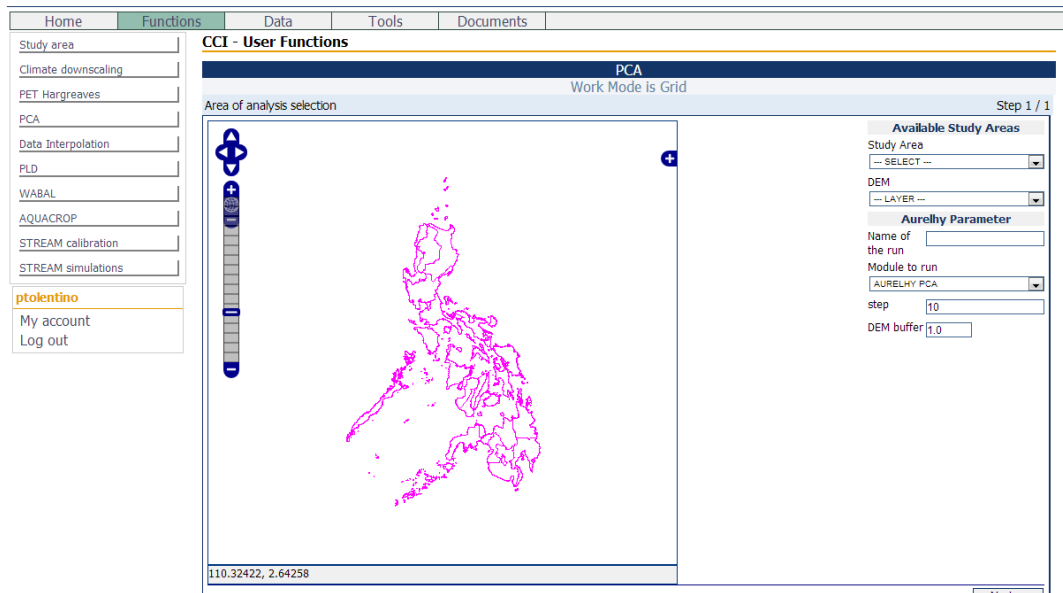 Home Functions Data Tools Documents
Study area
Climate downscaling
PET Hargreaves
PCA
Data Interpolation
PLD
WABAL
AQUACROP
STREAM calibration
STREAM simulations
ptolentino
My account
Log out
CCI - User Functions
PCA
Work Mode is Grid
Area of analysis selection Step 1 / 1
110.32422, 2.64258
Available Study Areas
Study Area
--- SELECT ---
DEM
--- LAYER ---
Aurelhy Parameter
Name of
the run
Module to run
AURELHY PCA
step 10
DEM buffer 1.0